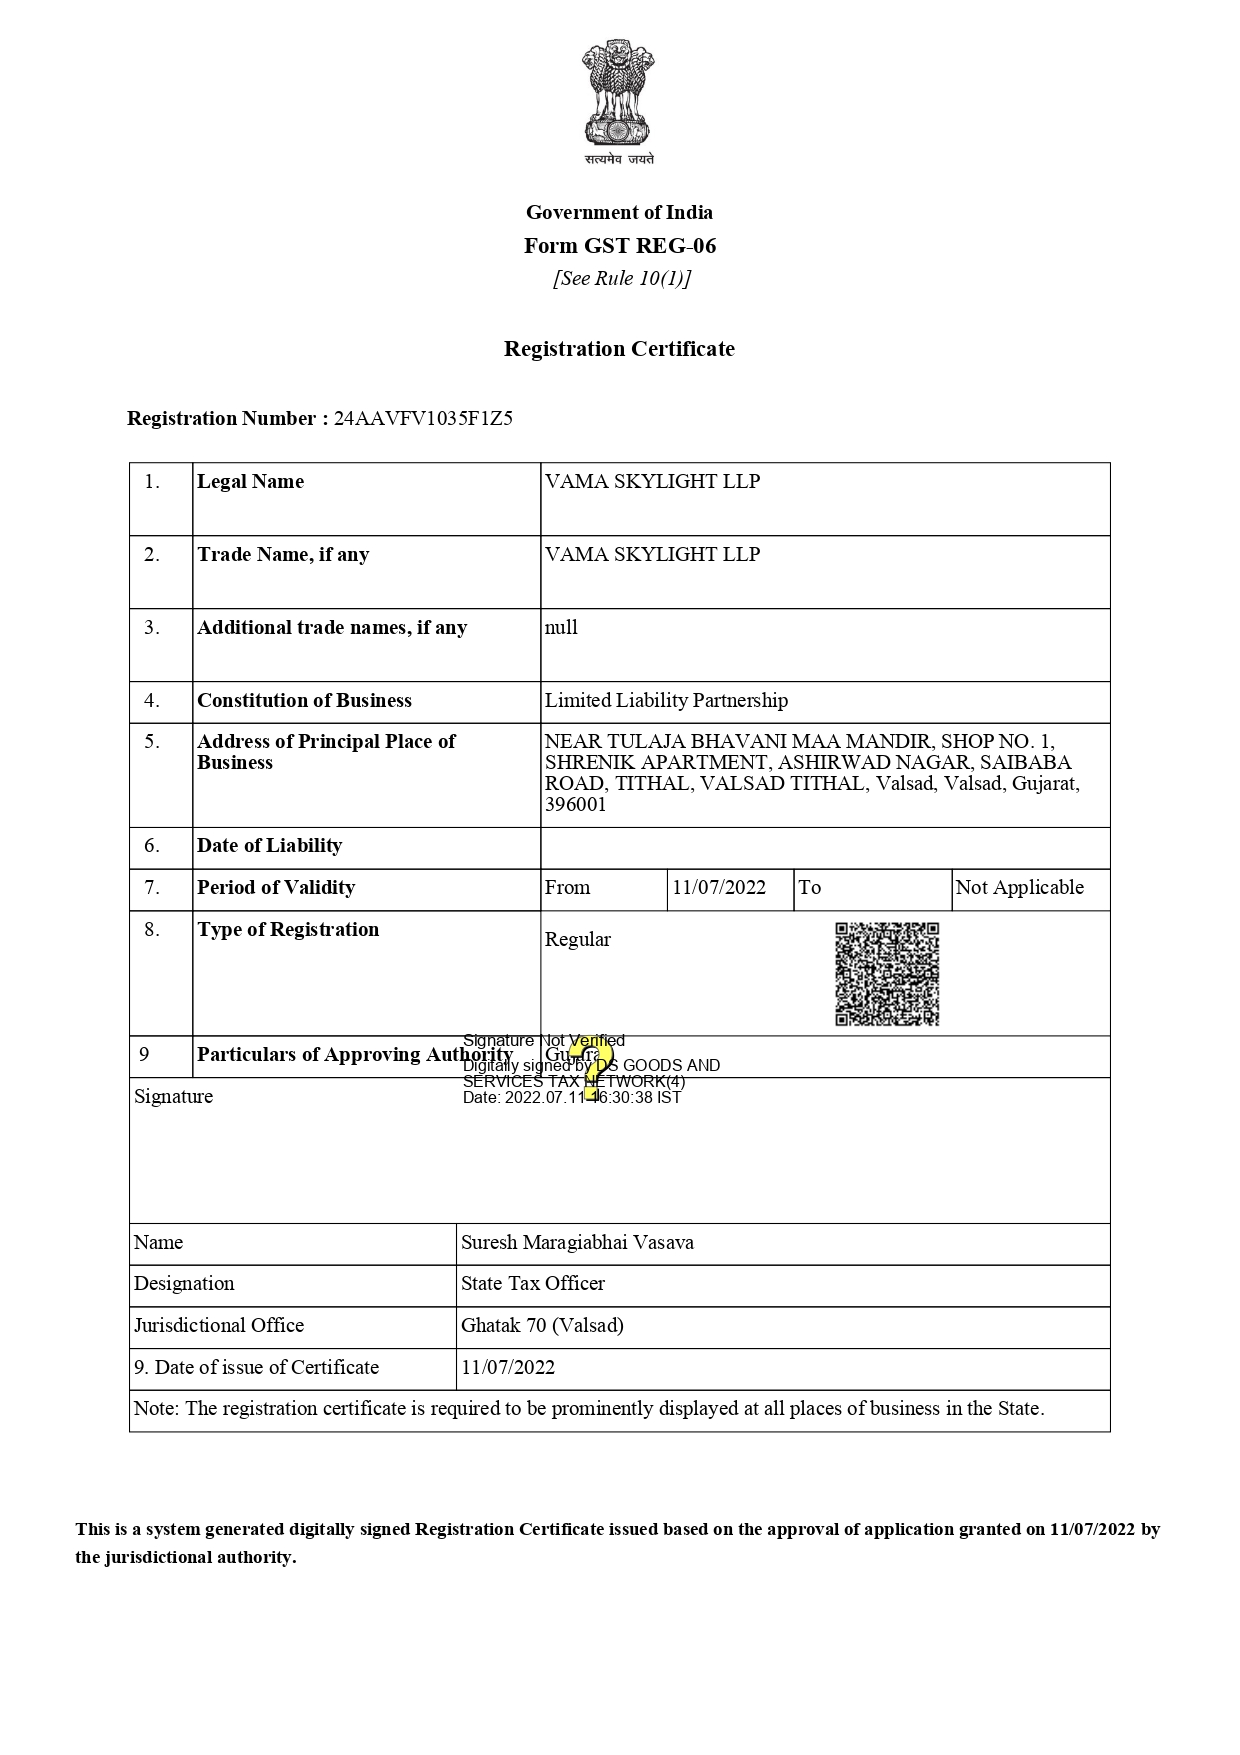 सत्यमेव जयते
Government of India
Form GST REG-06
[See Rule 10(1)]
Registration Certificate
Registration Number : 24AAVFV1035F1Z5
1. Legal Name VAMA SKYLIGHT LLP
2. Trade Name, if any VAMA SKYLIGHT LLP
3. Additional trade names, if any null
4. Constitution of Business Limited Liability Partnership
5. Address of Principal Place of Business NEAR TULAJA BHAVANI MAA MANDIR, SHOP NO. 1,
SHRENIK APARTMENT, ASHIRWAD NAGAR, SAIBABA
ROAD, TITHAL, VALSAD TITHAL, Valsad, Valsad, Gujarat,
396001
6. Date of Liability
7. Period of Validity From 11/07/2022 To Not Applicable
8. Type of Registration Regular
9 Particulars of Approving Authority
Signature Not Verified
Digitally signed by DS GOODS AND
SERVICES TAX NETWORK(4)
Date: 2022.07.11 16:30:38 IST
Signature
Name Suresh Maragiabhai Vasava
Designation State Tax Officer
Jurisdictional Office Ghatak 70 (Valsad)
9. Date of issue of Certificate 11/07/2022
Note: The registration certificate is required to be prominently displayed at all places of business in the State.
This is a system generated digitally signed Registration Certificate issued based on the approval of application granted on 11/07/2022 by
the jurisdictional authority.